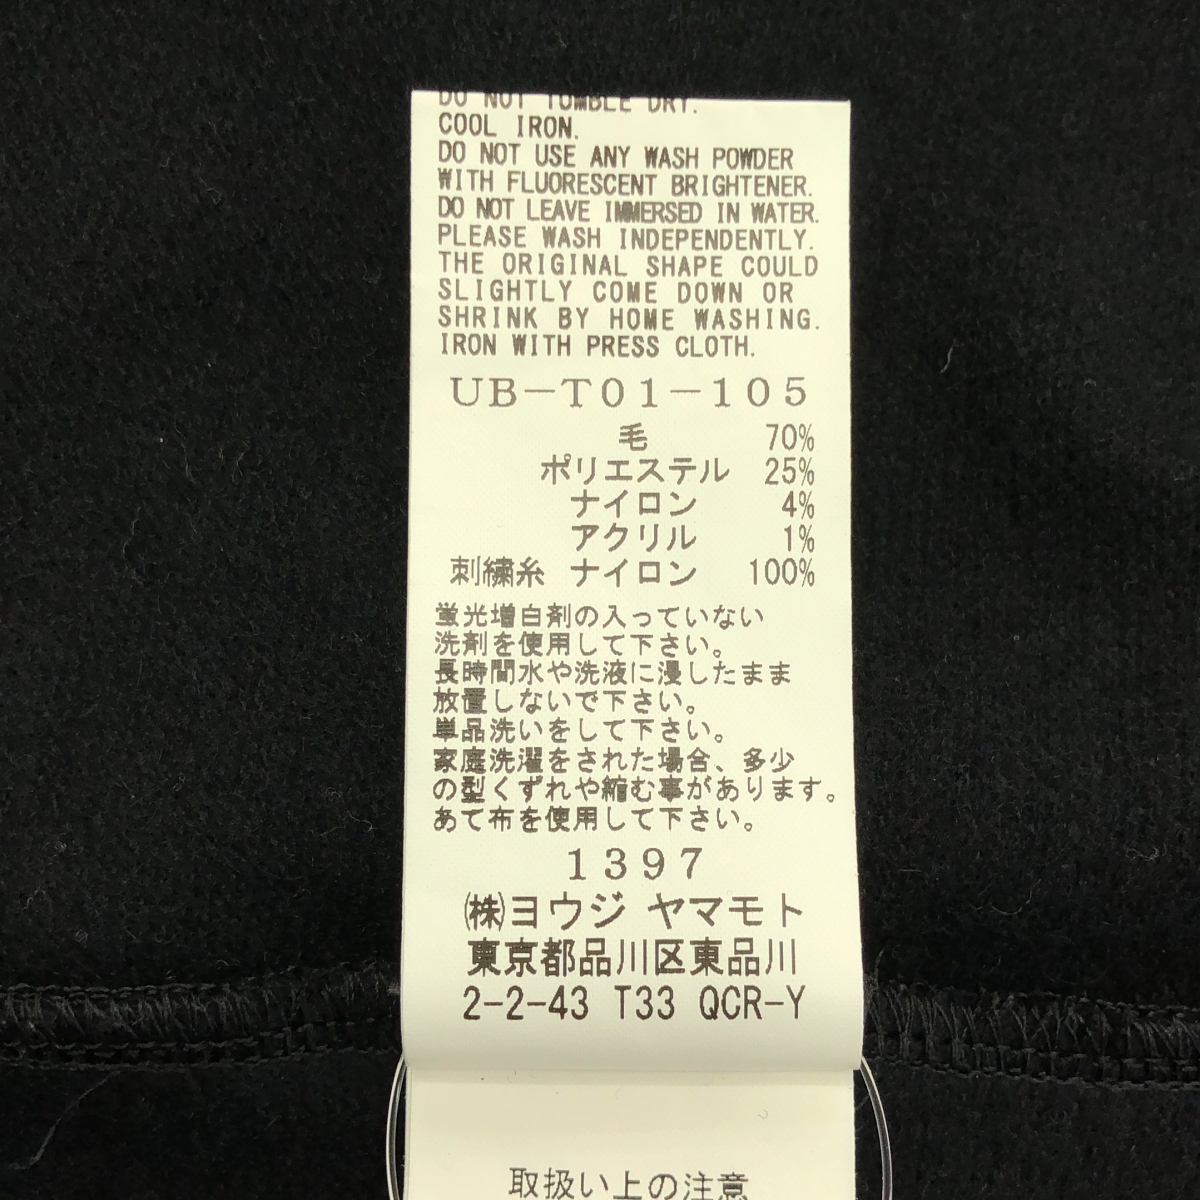 DO NOT TUMBLE DRY.
COOL IRON.
DO NOT USE ANY WASH POWDER
WITH FLUORESCENT BRIGHTENER.
DO NOT LEAVE IMMERSED IN WATER.
PLEASE WASH INDEPENDENTLY.
THE ORIGINAL SHAPE COULD
SLIGHTLY COME DOWN OR
SHRINK BY HOME WASHING.
IRON WITH PRESS CLOTH.
UB-T01-105
毛 70%
ポリエステル 25%
ナイロン 4%
アクリル 1%
刺繍糸 ナイロン 100%
蛍光増白剤の入っていない
洗剤を使用して下さい。
長時間水や洗液に浸したまま
放置しないで下さい。
単品洗いをして下さい。
家庭洗濯をされた場合、多少
の型くずれや縮む事があります。
あて布を使用して下さい。
1397
㈱ヨウジ ヤマモト
東京都品川区東品川
2-2-43 T33 QCR-Y
取扱い上の注意